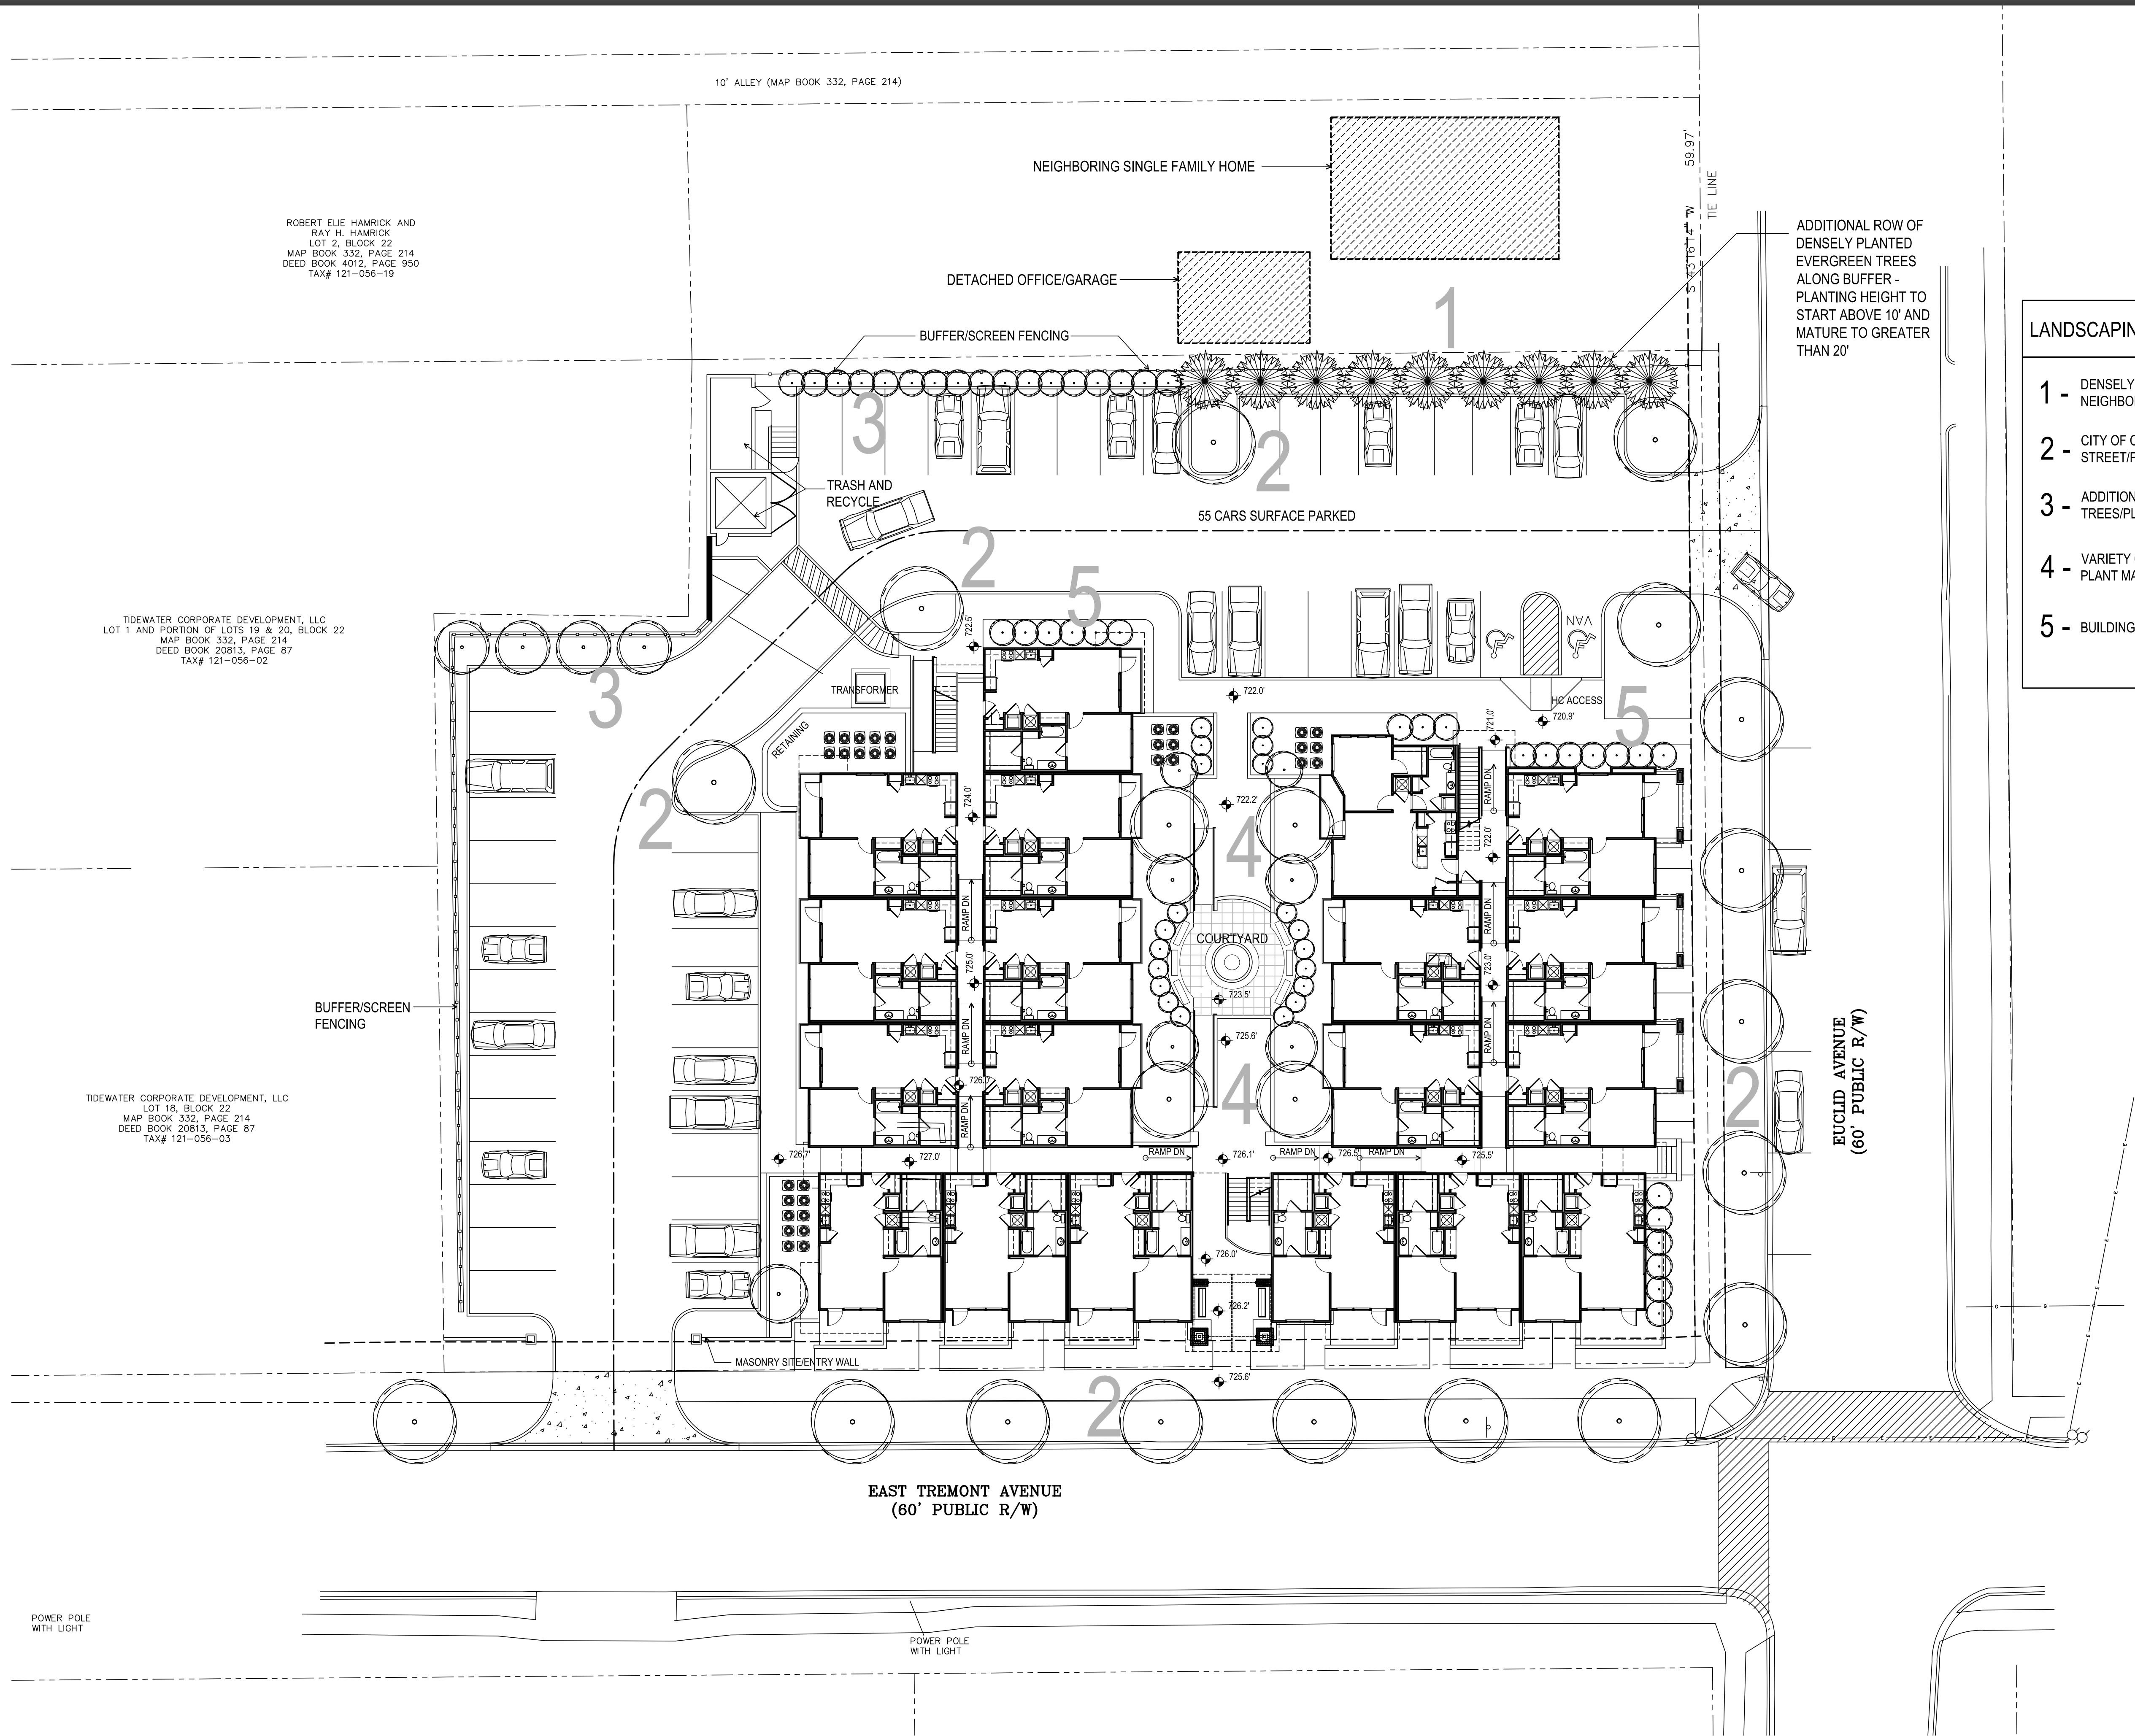 10' ALLEY (MAP BOOK 332, PAGE 214)
NEIGHBORING SINGLE FAMILY HOME
59.97'
S 43°16'14" W
TIE LINE
ROBERT ELIE HAMRICK AND
RAY H. HAMRICK
LOT 2, BLOCK 22
MAP BOOK 332, PAGE 214
DEED BOOK 4012, PAGE 950
TAX# 121-056-19
ADDITIONAL ROW OF
DENSELY PLANTED
EVERGREEN TREES
ALONG BUFFER -
PLANTING HEIGHT TO
START ABOVE 10' AND
MATURE TO GREATER
THAN 20'
DETACHED OFFICE/GARAGE
1
BUFFER/SCREEN FENCING
LANDSCAPIN
1 - DENSELY
NEIGHBO
2 - CITY OF C
STREET/P
3 - ADDITION
TREES/PL
4 - VARIETY
PLANT MA
5 - BUILDING
3
2
TRASH AND
RECYCLE
55 CARS SURFACE PARKED
2
5
TIDEWATER CORPORATE DEVELOPMENT, LLC
LOT 1 AND PORTION OF LOTS 19 & 20, BLOCK 22
MAP BOOK 332, PAGE 214
DEED BOOK 20813, PAGE 87
TAX# 121-056-02
722.5'
VAN
3
TRANSFORMER
722.0'
HC ACCESS
720.9'
5
RETAINING
721.0'
RAMP DN
724.0'
722.2'
2
4
722.0'
RAMP DN
RAMP DN
COURTYARD
725.0'
723.0'
723.5'
BUFFER/SCREEN
FENCING
RAMP DN
RAMP DN
725.6'
EUCLID AVENUE
(60' PUBLIC R/W)
726.0'
4
2
TIDEWATER CORPORATE DEVELOPMENT, LLC
LOT 18, BLOCK 22
MAP BOOK 332, PAGE 214
DEED BOOK 20813, PAGE 87
TAX# 121-056-03
RAMP DN
726.7'
727.0'
RAMP DN
726.1'
RAMP DN
726.5'
RAMP DN
725.5'
726.0'
726.2'
MASONRY SITE/ENTRY WALL
725.6'
2
EAST TREMONT AVENUE
(60' PUBLIC R/W)
POWER POLE
WITH LIGHT
POWER POLE
WITH LIGHT